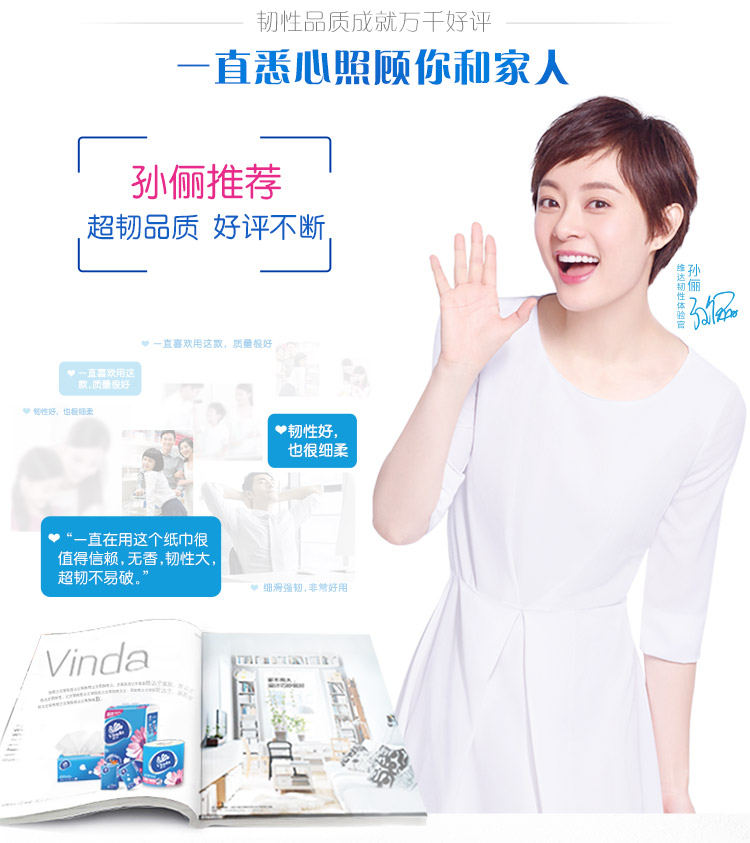 韧性品质成就万千好评
一直悉心照顾你和家人
孙俪推荐
超韧品质 好评不断
孙俪
维达韧性体验官
❤一直喜欢用这款，质量很好
❤一直喜欢用这
款，质量很好
❤韧性好，也很细柔
❤韧性好，
也很细柔
❤“一直在用这个纸巾很
值得信赖，无香，韧性大，
超韧不易破。”
❤细滑强韧，非常好用
Vinda